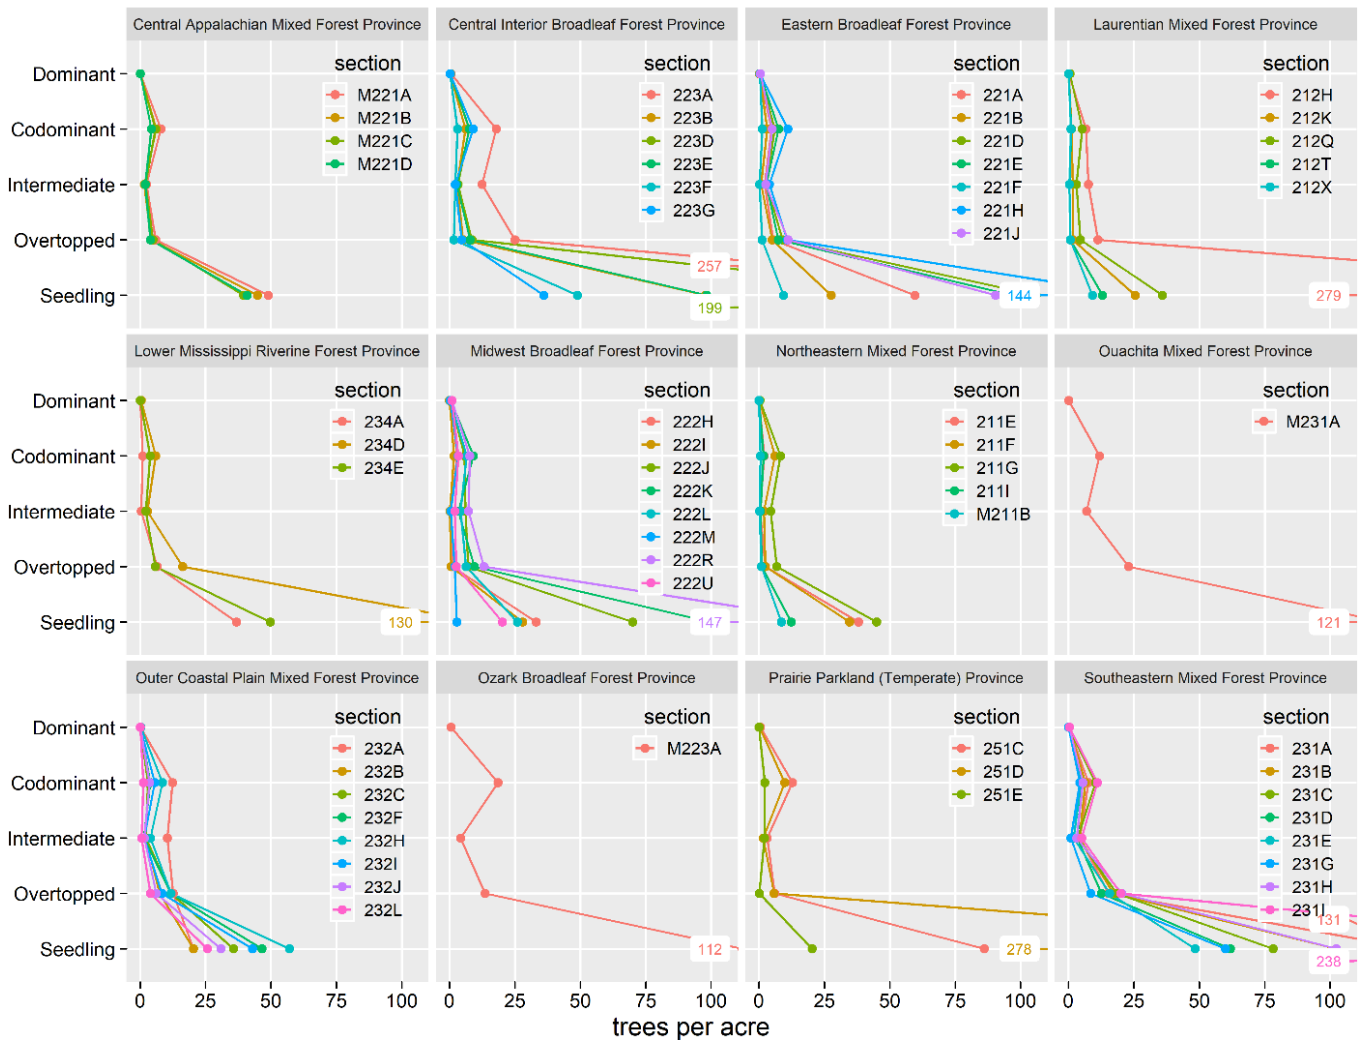 Central Appalachian Mixed Forest Province
Central Interior Broadleaf Forest Province
Eastern Broadleaf Forest Province
Laurentian Mixed Forest Province
Dominant
Codominant
Intermediate
Overtopped
Seedling
section
M221A
M221B
M221C
M221D
section
223A
223B
223D
223E
223F
223G
257
199
section
221A
221B
221D
221E
221F
221H
221J
144
section
212H
212K
212Q
212T
212X
279
Lower Mississippi Riverine Forest Province
Midwest Broadleaf Forest Province
Northeastern Mixed Forest Province
Ouachita Mixed Forest Province
Dominant
Codominant
Intermediate
Overtopped
Seedling
section
234A
234D
234E
130
section
222H
222I
222J
222K
222L
222M
222R
222U
147
section
211E
211F
211G
211I
M211B
section
M231A
121
Outer Coastal Plain Mixed Forest Province
Ozark Broadleaf Forest Province
Prairie Parkland (Temperate) Province
Southeastern Mixed Forest Province
Dominant
Codominant
Intermediate
Overtopped
Seedling
section
232A
232B
232C
232F
232H
232I
232J
232L
section
M223A
112
section
251C
251D
251E
278
section
231A
231B
231C
231D
231E
231G
231H
231I
131
238
0 25 50 75 100
0 25 50 75 100
0 25 50 75 100
0 25 50 75 100
trees per acre